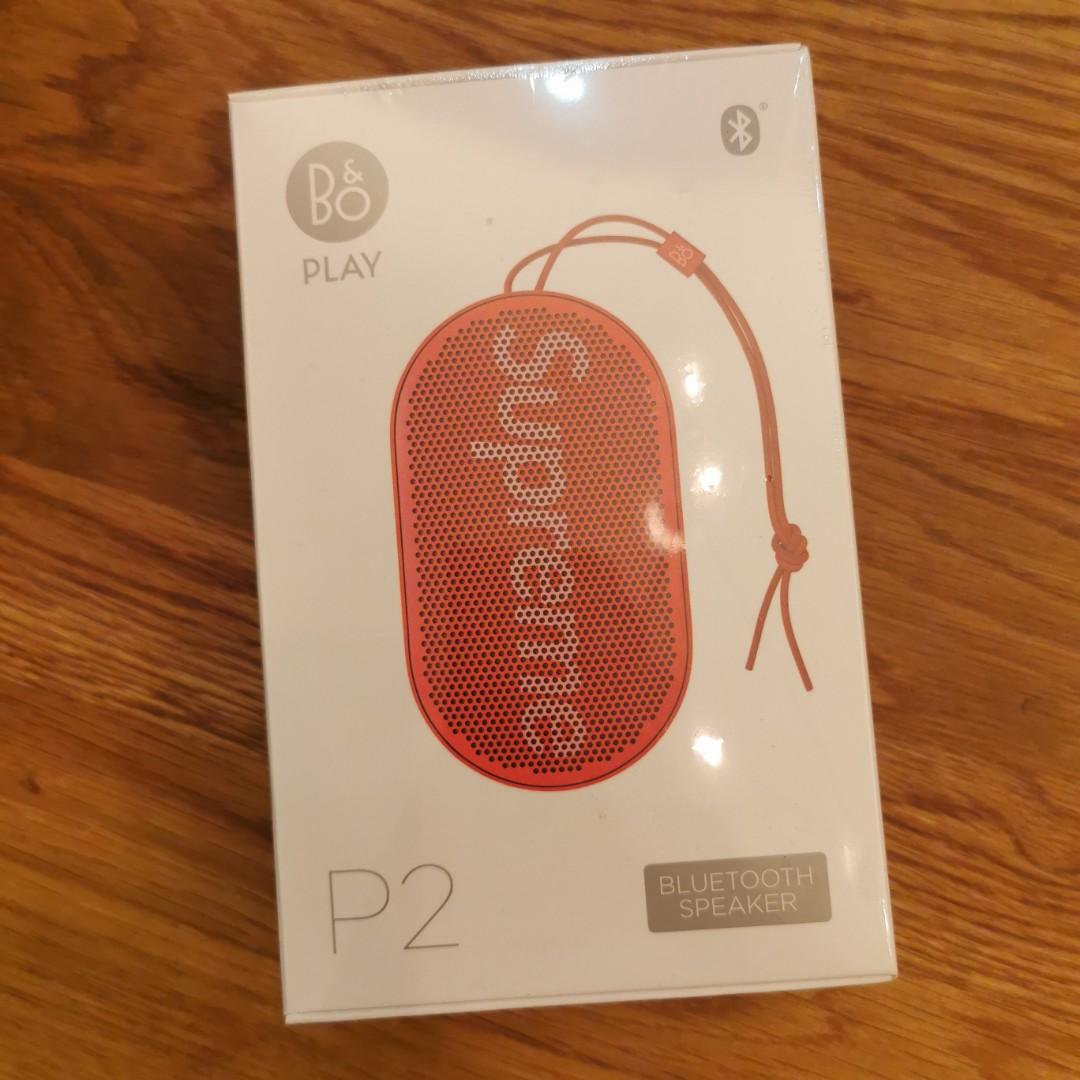 B&O
PLAY
B&O
Supreme
P2
BLUETOOTH
SPEAKER